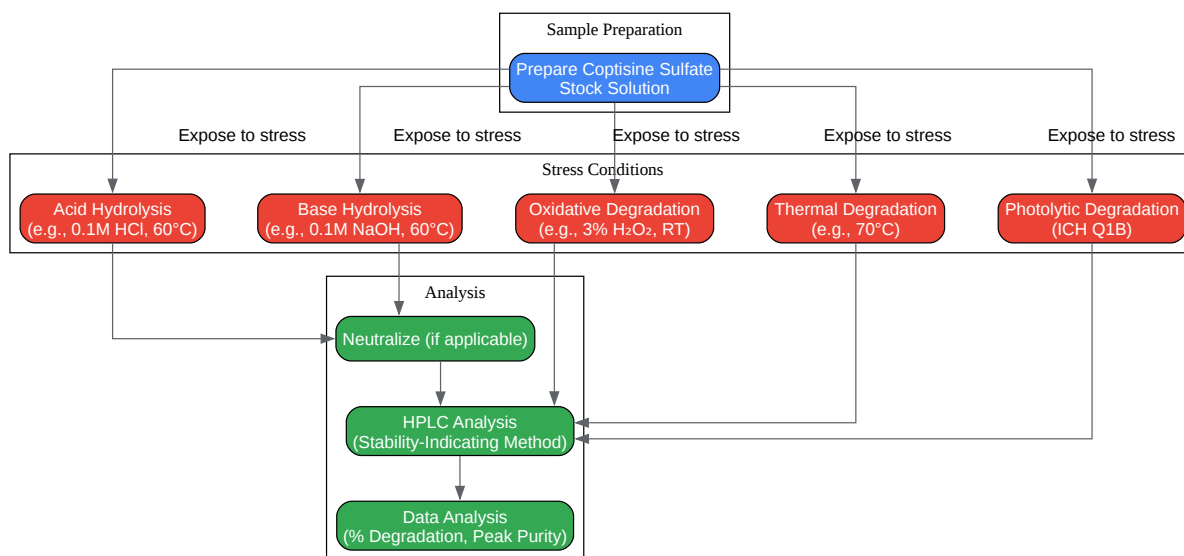 Sample Preparation
Prepare Coptisine Sulfate
Stock Solution
Expose to stress
Expose to stress
Expose to stress
Expose to stress
Expose to stress
Stress Conditions
Acid Hydrolysis
(e.g., 0.1M HCl, 60°C)
Base Hydrolysis
(e.g., 0.1M NaOH, 60°C)
Oxidative Degradation
(e.g., 3% H₂O₂, RT)
Thermal Degradation
(e.g., 70°C)
Photolytic Degradation
(ICH Q1B)
Analysis
Neutralize (if applicable)
HPLC Analysis
(Stability-Indicating Method)
Data Analysis
(% Degradation, Peak Purity)